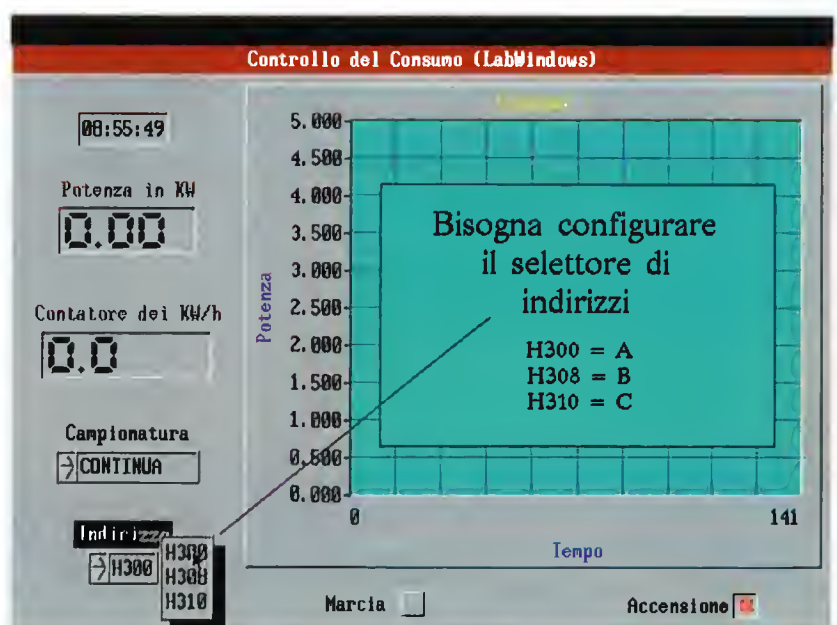 Controllo del Consumo (LabWindows)
08:55:49
Potenza in KW
0.00
Contatore dei KW/h
0.0
Campionatura
CONTINUA
Indirizzo
H300
H300
H308
H310
5.000
4.500
4.000
3.500
3.000
2.500
2.000
1.500
1.000
0.500
0.000
Potenza
Bisogna configurare
il selettore di
indirizzi
H300 = A
H308 = B
H310 = C
0
141
Tempo
Marcia
Accensione